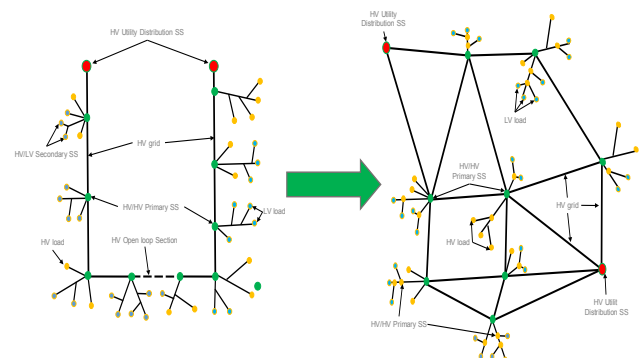 HV Utility Distribution SS
HV/LV Secondary SS
HV grid
HV/HV Primary SS
LV load
HV load
HV Open loop Section
HV Utility
Distribution SS
LV load
HV/HV
Primary SS
HV grid
HV load
HV Utilit
Distribution SS
HV/HV Primary SS